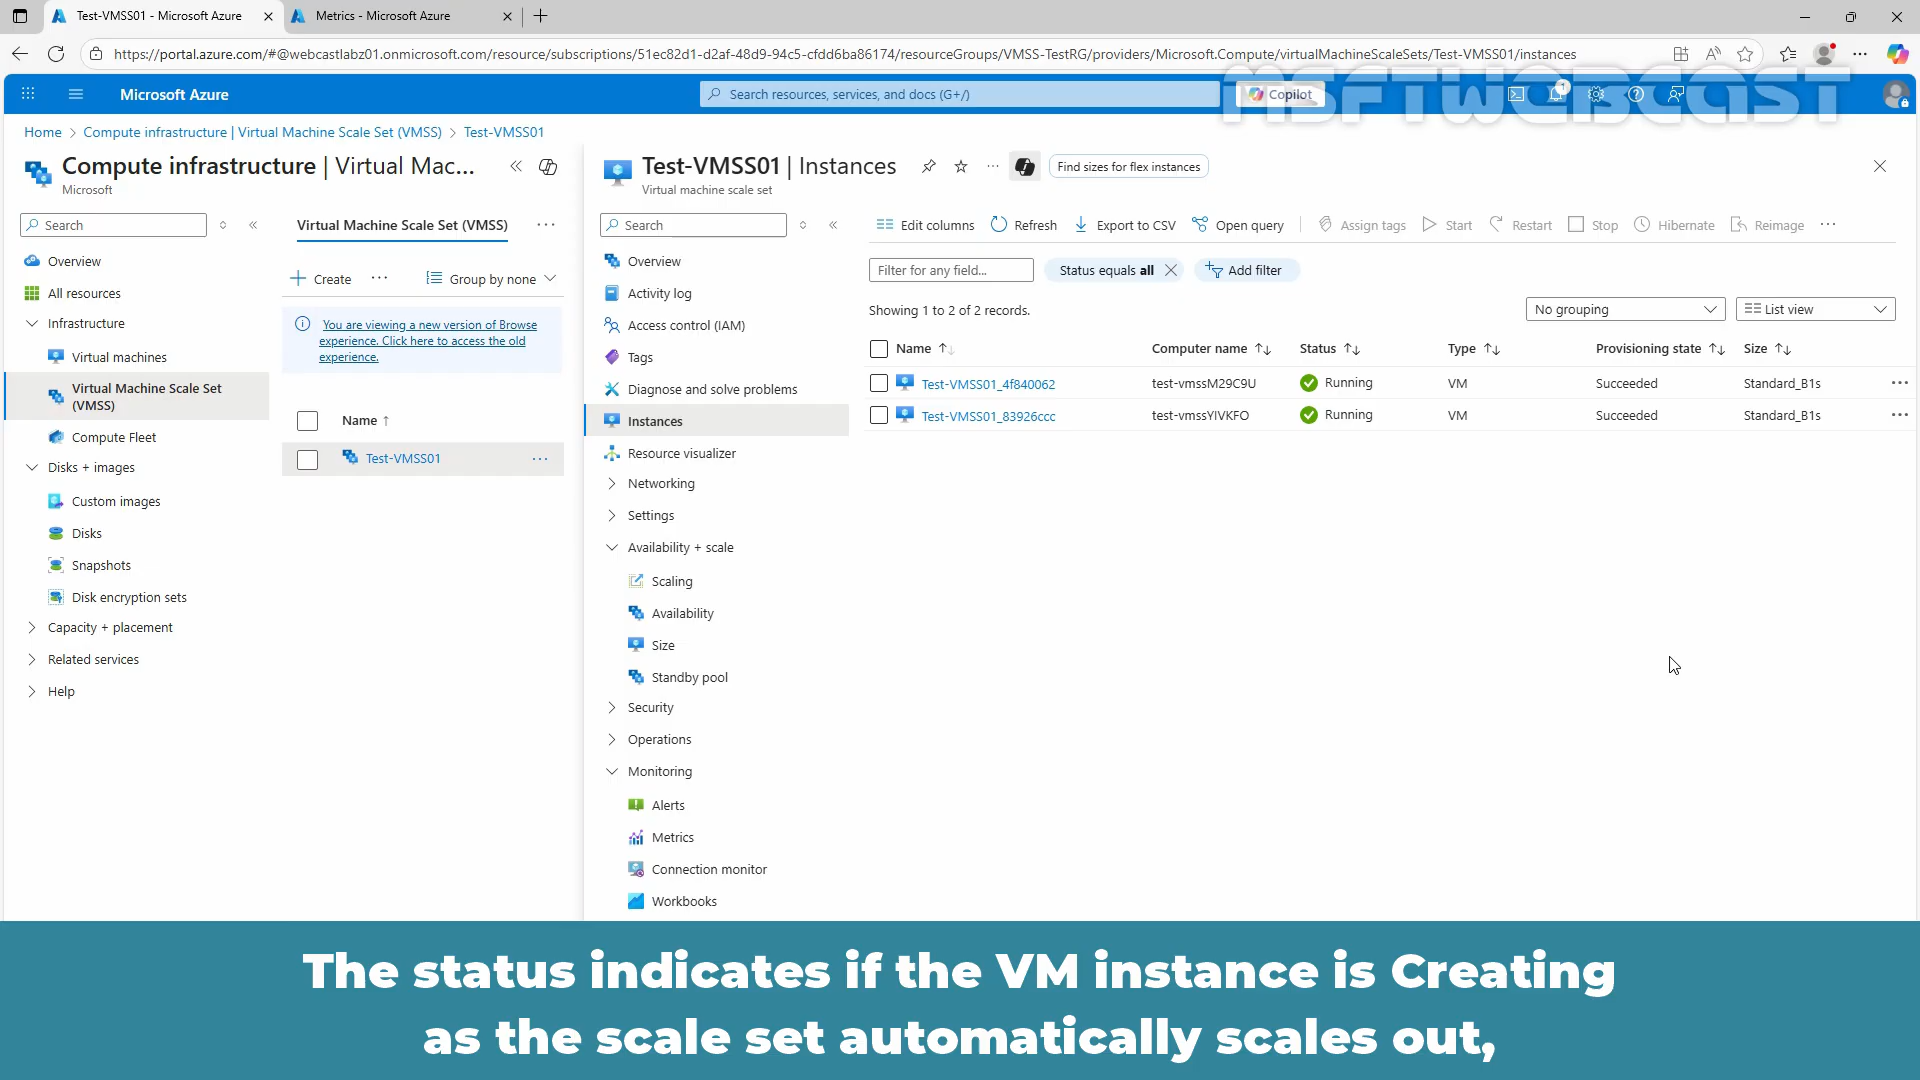 Test-VMSS01 - Microsoft Azure
Metrics - Microsoft Azure
https://portal.azure.com/#@webcastlabz01.onmicrosoft.com/resource/subscriptions/51ec82d1-d2af-48d9-94c5-cfdd6ba86174/resourceGroups/VMSS-TestRG/providers/Microsoft.Compute/virtualMachineScaleSets/Test-VMSS01/instances
Microsoft Azure
Search resources, services, and docs (G+/)
Copilot
1
MSFTWEBCAST
Home > Compute infrastructure | Virtual Machine Scale Set (VMSS) > Test-VMSS01
Compute infrastructure | Virtual Mac...
Microsoft
Search
Overview
All resources
Infrastructure
Virtual machines
Virtual Machine Scale Set (VMSS)
Compute Fleet
Disks + images
Custom images
Disks
Snapshots
Disk encryption sets
Capacity + placement
Related services
Help
Virtual Machine Scale Set (VMSS)
Create
Group by none
You are viewing a new version of Browse
experience. Click here to access the old
experience.
Name
Test-VMSS01
Test-VMSS01 | Instances
Virtual machine scale set
Find sizes for flex instances
Search
Overview
Activity log
Access control (IAM)
Tags
Diagnose and solve problems
Instances
Resource visualizer
Networking
Settings
Availability + scale
Scaling
Availability
Size
Standby pool
Security
Operations
Monitoring
Alerts
Metrics
Connection monitor
Workbooks
Edit columns Refresh Export to CSV Open query Assign tags Start Restart Stop Hibernate Reimage
Filter for any field... Status equals all Add filter
Showing 1 to 2 of 2 records.
No grouping List view
Name Computer name Status Type Provisioning state Size
Test-VMSS01_4f840062 test-vmssM29C9U Running VM Succeeded Standard_B1s
Test-VMSS01_83926ccc test-vmssYIVKFO Running VM Succeeded Standard_B1s
The status indicates if the VM instance is Creating
as the scale set automatically scales out,